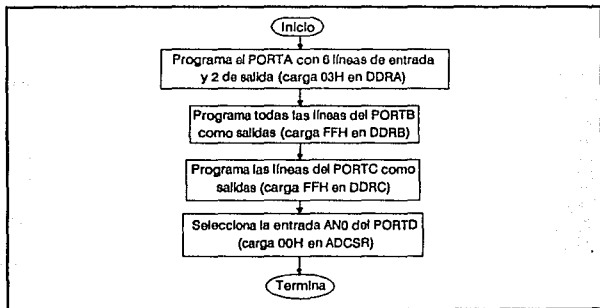 Inicio
Programa el PORTA con 6 líneas de entrada
y 2 de salida (carga 03H en DDRA)
Programa todas las líneas del PORTB
como salidas (carga FFH en DDRB)
Programa las líneas del PORTC como
salidas (carga FFH en DDRC)
Selecciona la entrada AN0 del PORTD
(carga 00H en ADCSR)
Termina